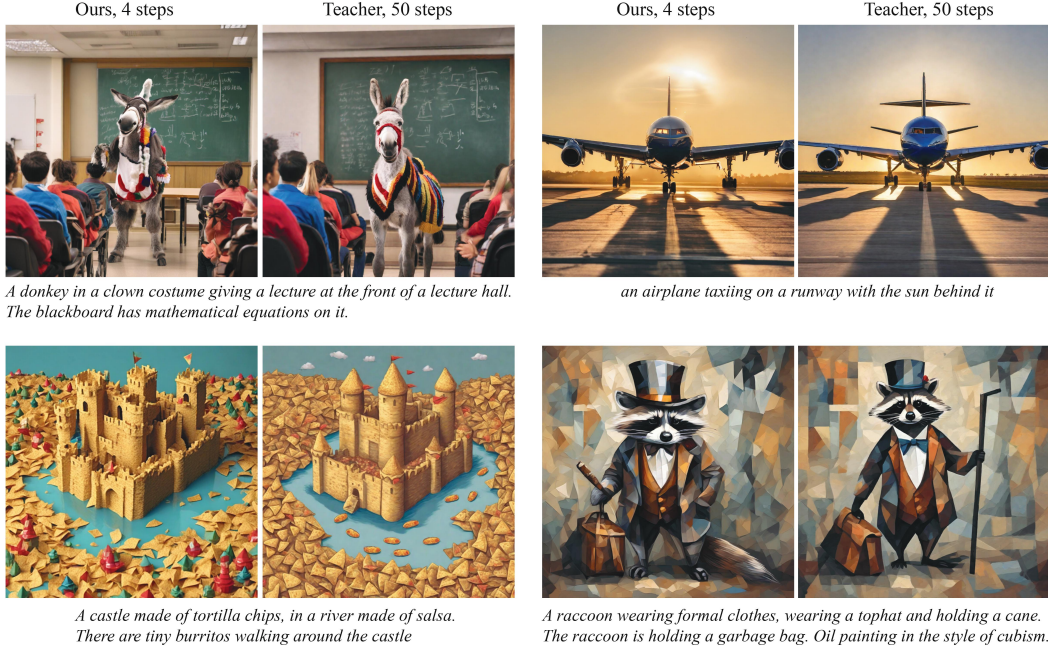 Ours, 4 steps
Teacher, 50 steps
Ours, 4 steps
Teacher, 50 steps
A donkey in a clown costume giving a lecture at the front of a lecture hall.
The blackboard has mathematical equations on it.
an airplane taxiing on a runway with the sun behind it
A castle made of tortilla chips, in a river made of salsa.
There are tiny burritos walking around the castle
A raccoon wearing formal clothes, wearing a tophat and holding a cane.
The raccoon is holding a garbage bag. Oil painting in the style of cubism.